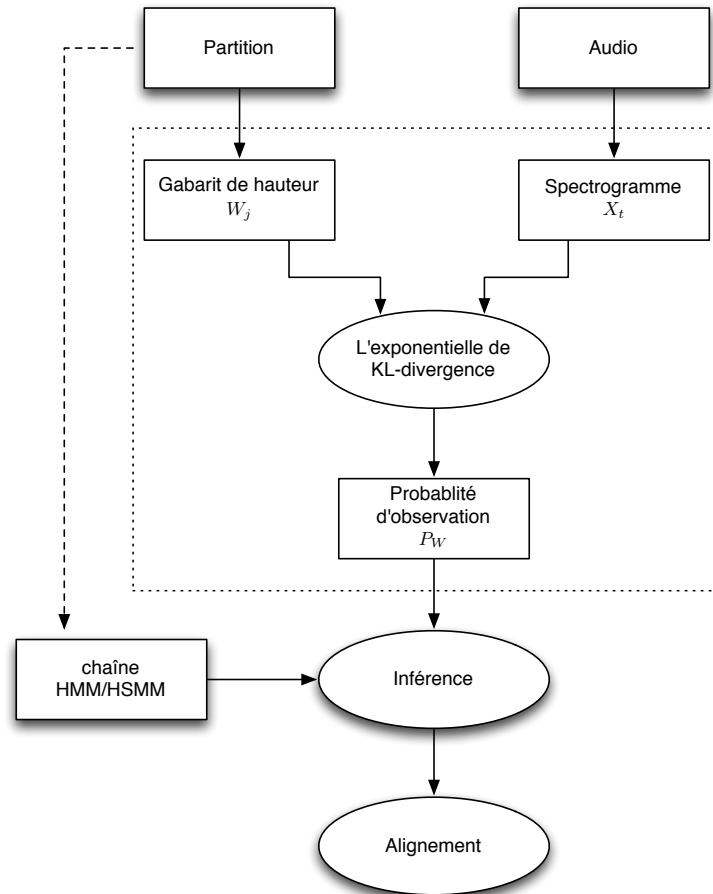 Partition
Audio
Gabarit de hauteur
W_j
Spectrogramme
X_t
L'exponentielle de
KL-divergence
Probablité
d'observation
P_W
chaîne
HMM/HSMM
Inférence
Alignement